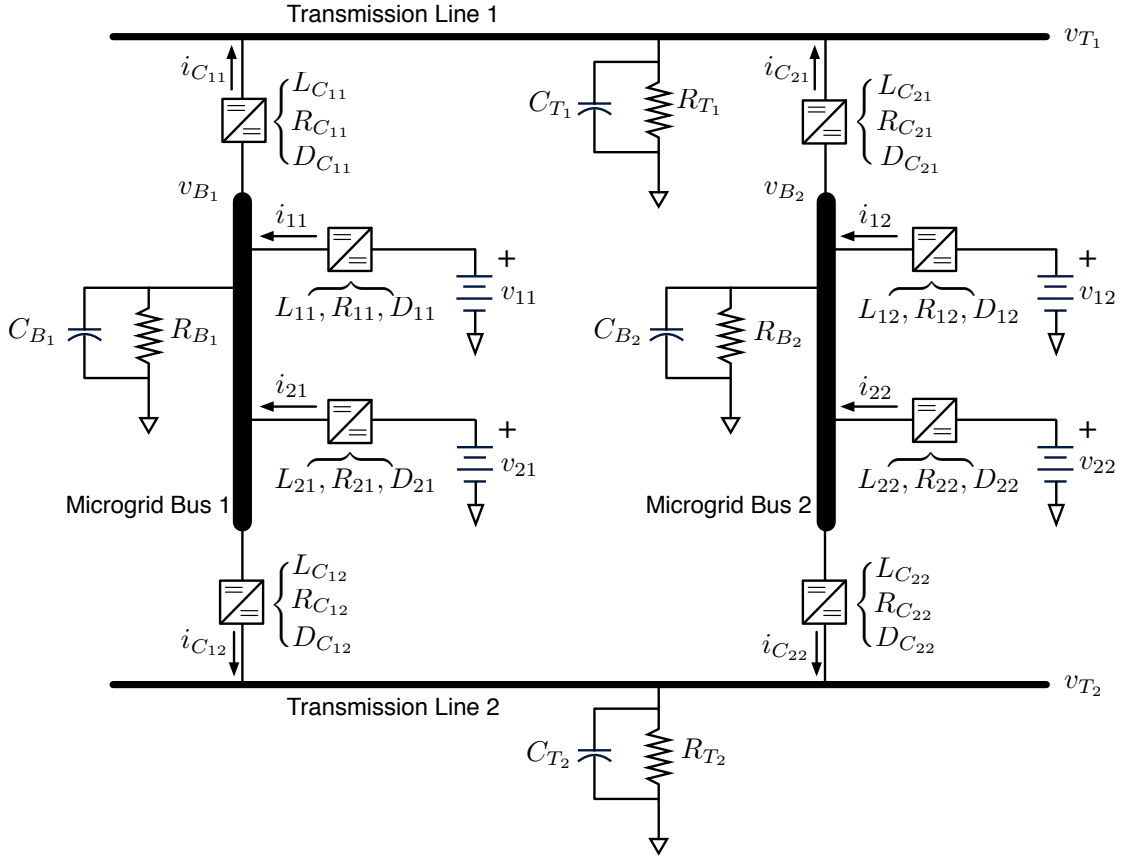 Transmission Line 1
v_{T_1}
i_{C_{11}}
L_{C_{11}}
R_{C_{11}}
D_{C_{11}}
C_{T_1}
R_{T_1}
i_{C_{21}}
L_{C_{21}}
R_{C_{21}}
D_{C_{21}}
v_{B_1}
i_{11}
+
v_{11}
L_{11}, R_{11}, D_{11}
C_{B_1}
R_{B_1}
i_{21}
+
v_{21}
L_{21}, R_{21}, D_{21}
Microgrid Bus 1
v_{B_2}
i_{12}
+
v_{12}
L_{12}, R_{12}, D_{12}
C_{B_2}
R_{B_2}
i_{22}
+
v_{22}
L_{22}, R_{22}, D_{22}
Microgrid Bus 2
L_{C_{12}}
R_{C_{12}}
D_{C_{12}}
i_{C_{12}}
L_{C_{22}}
R_{C_{22}}
D_{C_{22}}
i_{C_{22}}
v_{T_2}
Transmission Line 2
C_{T_2}
R_{T_2}